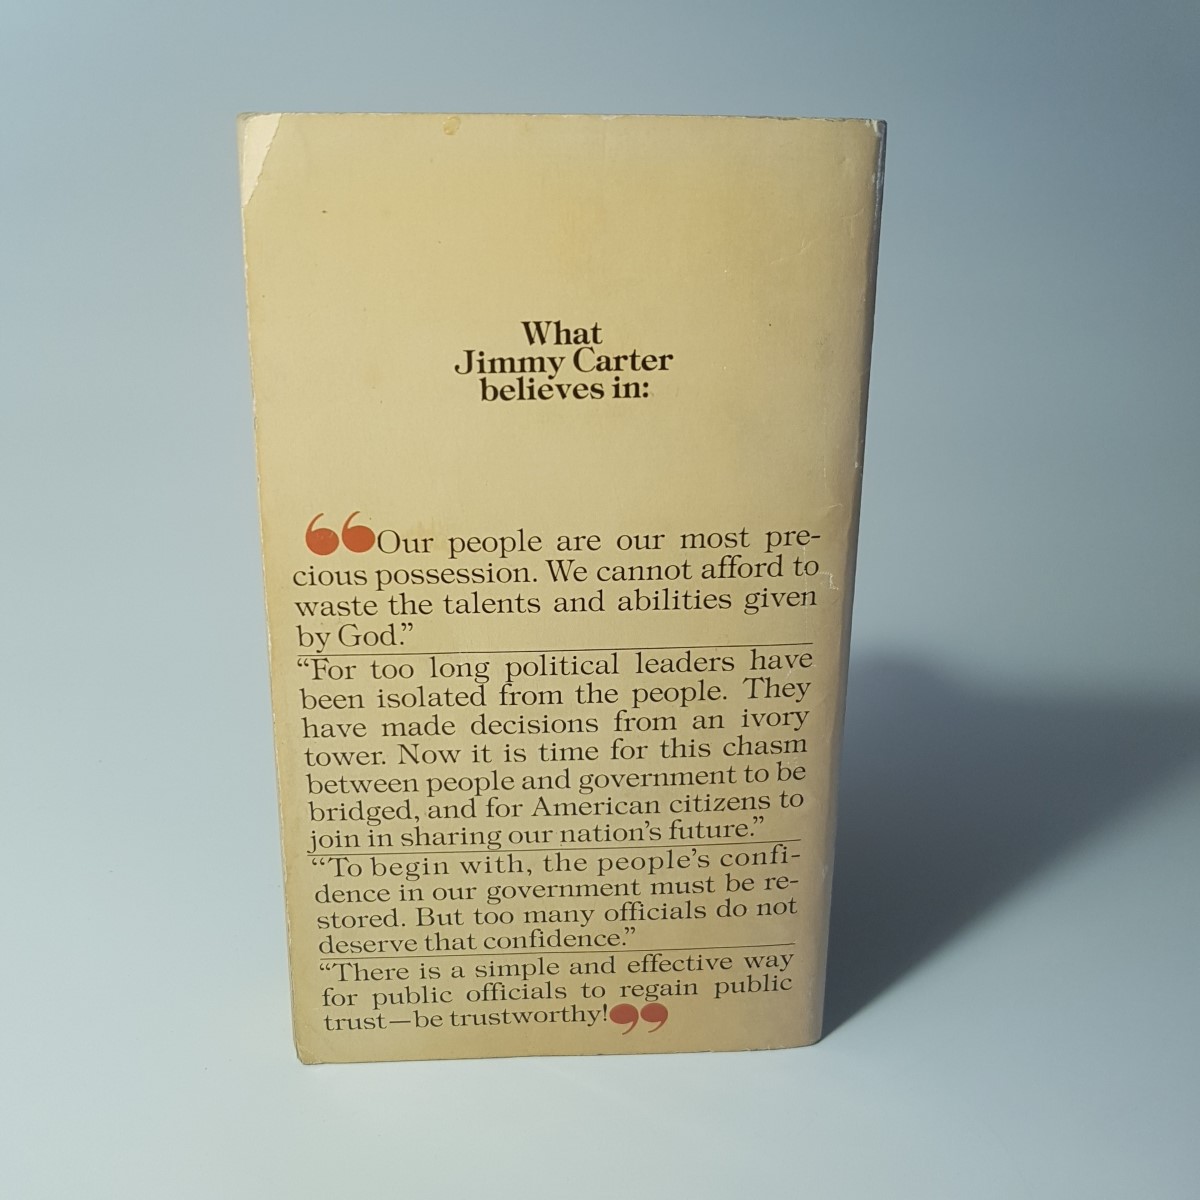 What
Jimmy Carter
believes in:
“Our people are our most pre-
cious possession. We cannot afford to
waste the talents and abilities given
by God.”
“For too long political leaders have
been isolated from the people. They
have made decisions from an ivory
tower. Now it is time for this chasm
between people and government to be
bridged, and for American citizens to
join in sharing our nation’s future.”
“To begin with, the people’s confi-
dence in our government must be re-
stored. But too many officials do not
deserve that confidence.”
“There is a simple and effective way
for public officials to regain public
trust—be trustworthy!”